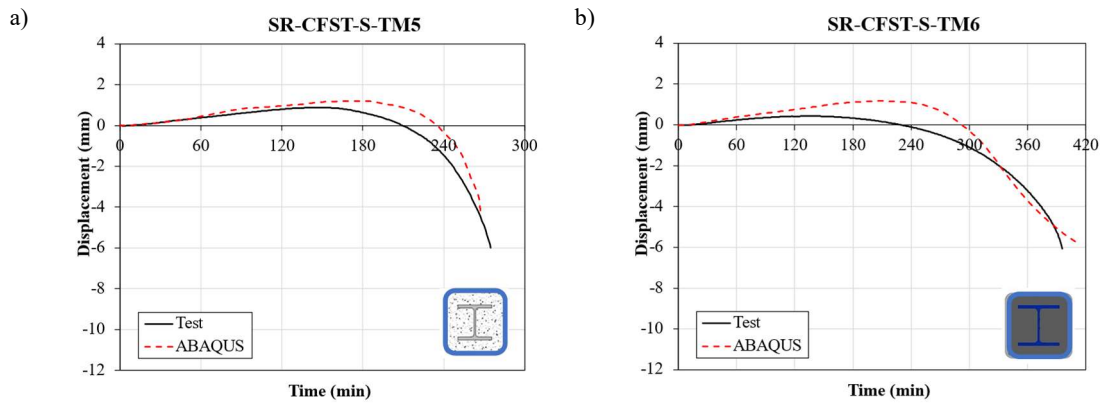 a)
SR-CFST-S-TM5
4
2
0
-2
-4
-6
-8
-10
-12
0 60 120 180 240 300
Displacement (mm)
Time (min)
Test
ABAQUS
b)
SR-CFST-S-TM6
4
2
0
-2
-4
-6
-8
-10
-12
0 60 120 180 240 300 360 420
Displacement (mm)
Time (min)
Test
ABAQUS